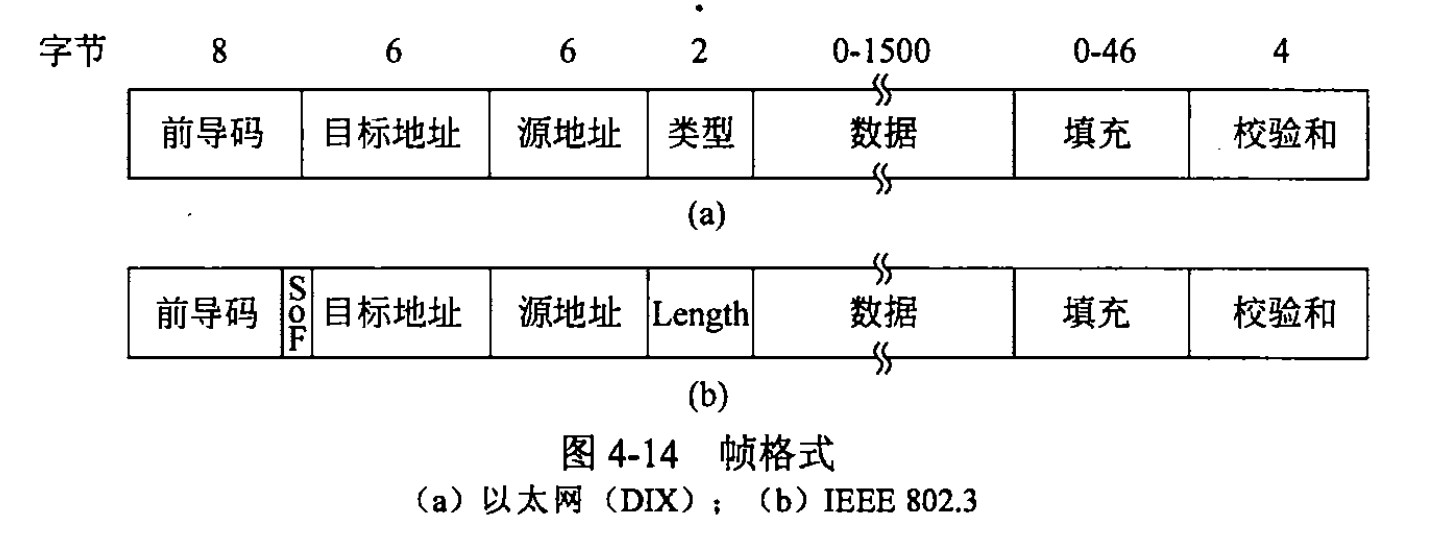 字节 8 6 6 2 0-1500 0-46 4
前导码 目标地址 源地址 类型 数据 填充 校验和
(a)
前导码 SoF 目标地址 源地址 Length 数据 填充 校验和
(b)
图 4-14 帧格式
（a）以太网（DIX）；（b）IEEE 802.3